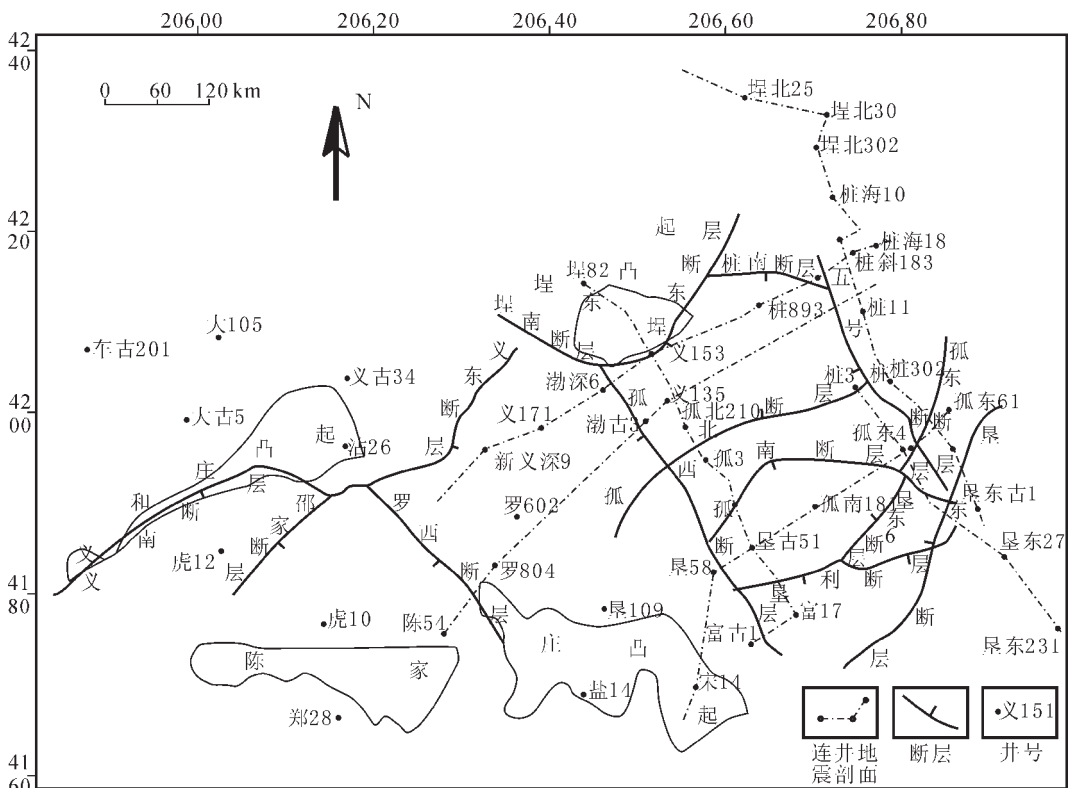 206,00 206,20 206,40 206,60 206,80
42
40
0 60 120 km
N
埕北25
埕北30
埕北302
桩海10
42
20
起 层
桩海18
断 桩 南 断 层
桩斜183
埕82
凸
埕 东 东
五
埕
桩893
号
桩11
埕
南
断
层
大105
车古201
义153
义
东
断
层
孤
东
断
层
义古34
渤深6
桩3
桩
桩302
42
00
大古5
孤
义135
孤东61
义171
渤古3
孤北210
北
断
层
垦
凸
起
沾26
新义深9
孤3
西
南
断
层
孤东4
庄
和
层
断
南
义
义
邵
家
断
层
罗
西
断
层
罗602
孤
孤
孤南181
垦
东
6
断
层
垦东古1
东
虎12
垦古51
垦东27
断
垦58
利
断
层
41
80
罗804
垦
层
垦109
富17
断
虎10
陈54
富古1
层
垦东231
陈
家
庄
凸
起
宋14
盐14
郑28
义151
连井地
震剖面
断层
井号
41
60